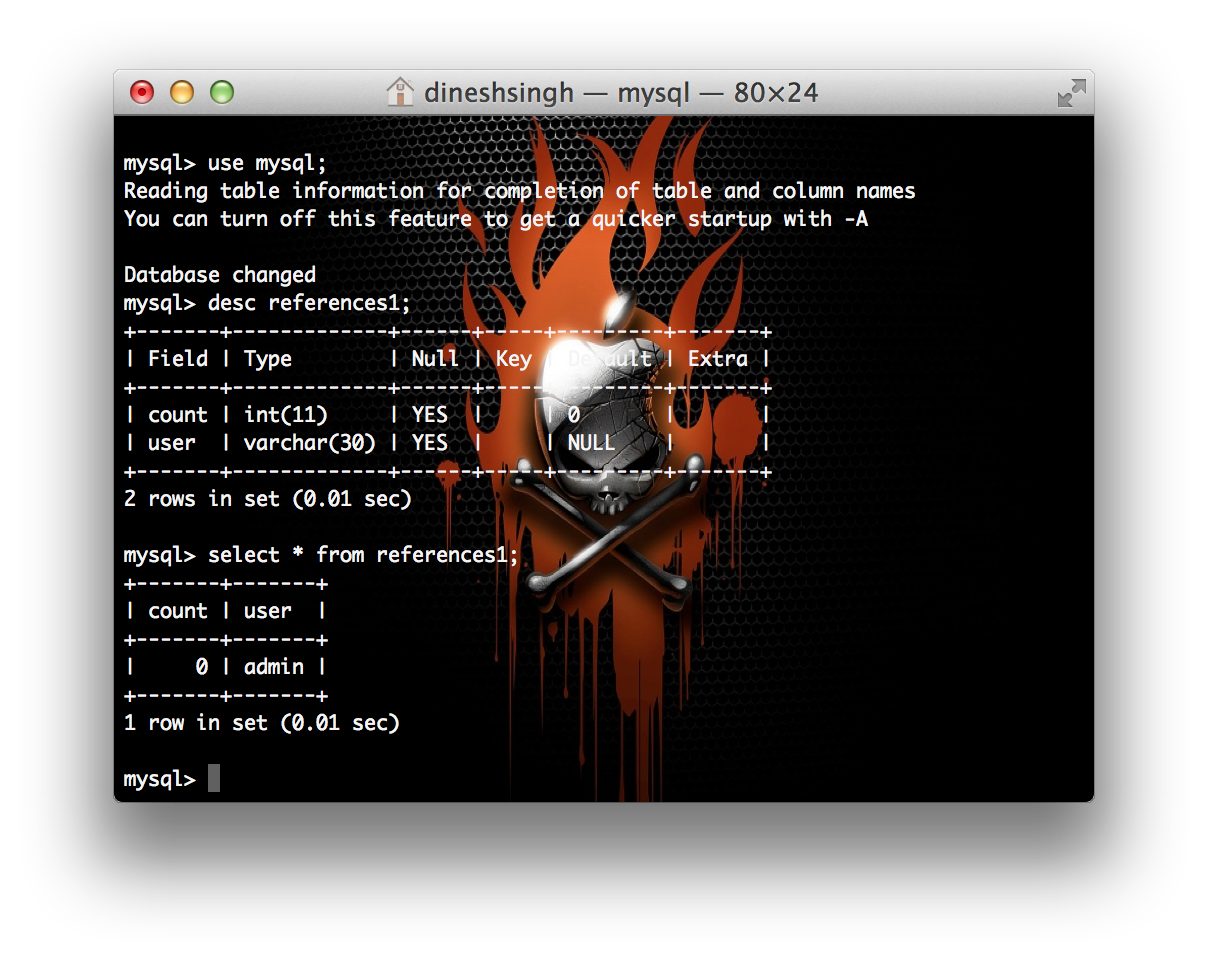 dineshsingh — mysql — 80×24
mysql> use mysql;
Reading table information for completion of table and column names
You can turn off this feature to get a quicker startup with -A
Database changed
mysql> desc references1;
+-------+-------------+------+-----+---------+-------+
| Field | Type        | Null | Key | Default | Extra |
+-------+-------------+------+-----+---------+-------+
| count | int(11)     | YES  |     | 0       |       |
| user  | varchar(30) | YES  |     | NULL    |       |
+-------+-------------+------+-----+---------+-------+
2 rows in set (0.01 sec)
mysql> select * from references1;
+-------+-------+
| count | user  |
+-------+-------+
|     0 | admin |
+-------+-------+
1 row in set (0.01 sec)
mysql>